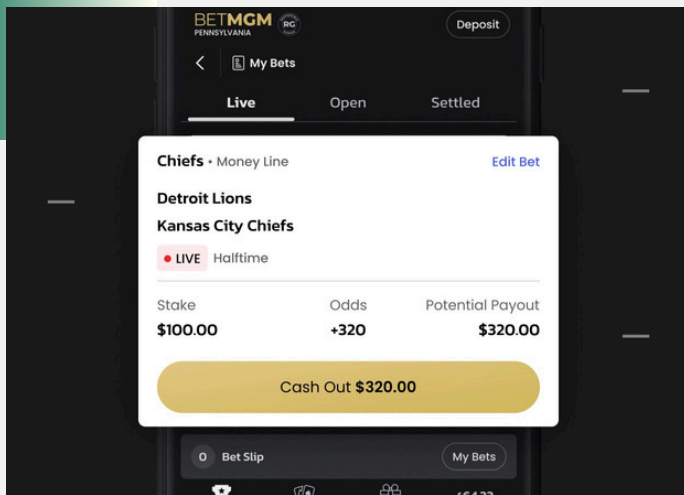 BETMGM
PENNSYLVANIA
RG
Deposit
My Bets
Live Open Settled
Chiefs • Money Line Edit Bet
Detroit Lions
Kansas City Chiefs
• LIVE Halftime
Stake Odds Potential Payout
$100.00 +320 $320.00
Cash Out $320.00
0 Bet Slip My Bets